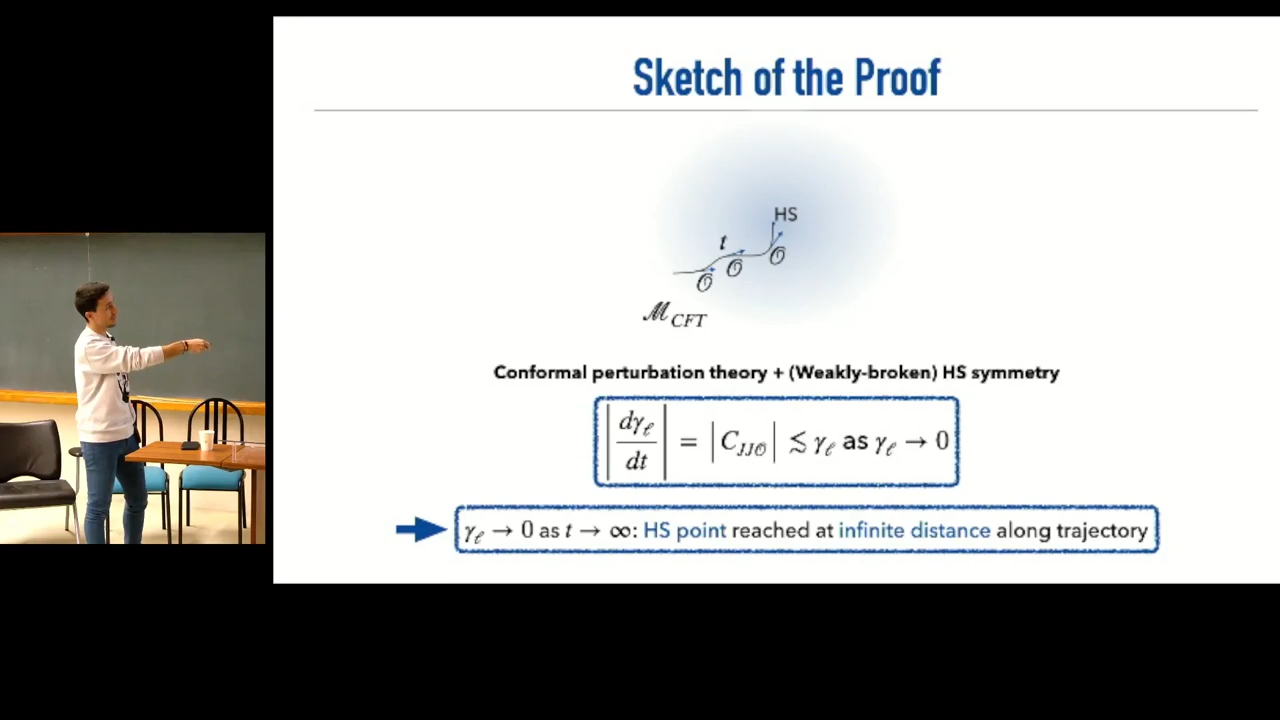 Sketch of the Proof
HS
t
𝒪 𝒪 𝒪
ℳ_CFT
Conformal perturbation theory + (Weakly-broken) HS symmetry
|dγ_ℓ/dt| = |C_JJ𝒪| ≲ γ_ℓ as γ_ℓ → 0
γ_ℓ → 0 as t → ∞: HS point reached at infinite distance along trajectory